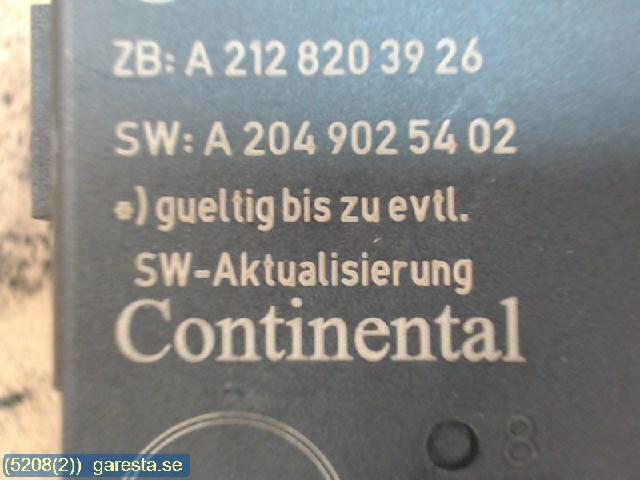 ZB: A 212 820 39 26
SW: A 204 902 54 02
*) gueltig bis zu evtl.
SW-Aktualisierung
Continental
8
(5208(2)) garesta.se